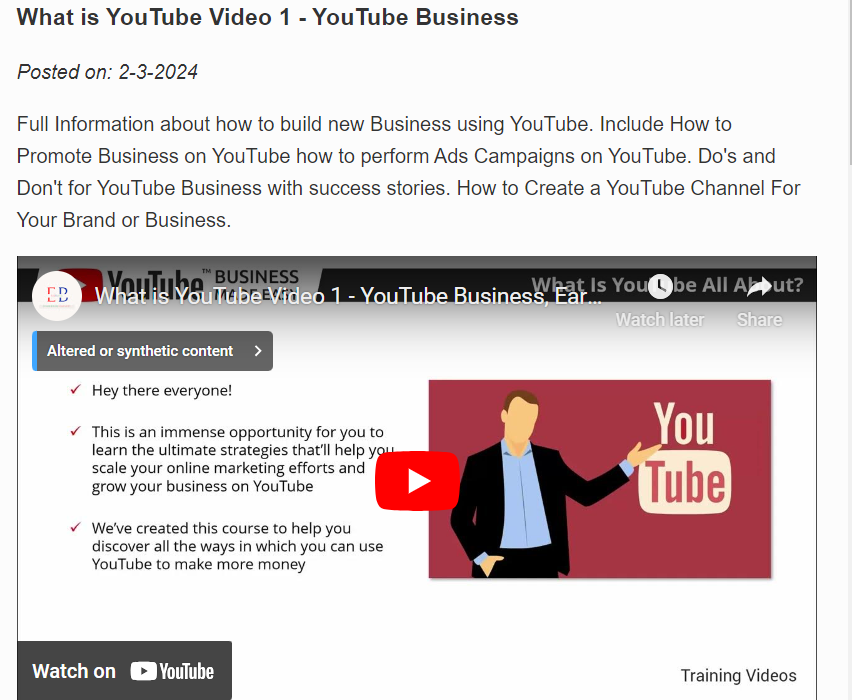 What is YouTube Video 1 - YouTube Business
Posted on: 2-3-2024
Full Information about how to build new Business using YouTube. Include How to
Promote Business on YouTube how to perform Ads Campaigns on YouTube. Do's and
Don't for YouTube Business with success stories. How to Create a YouTube Channel For
Your Brand or Business.
YouTube™ BUSINESS
What Is YouTube All About?
EB
What is YouTube Video 1 - YouTube Business, Ear...
Watch later
Share
Altered or synthetic content
Hey there everyone!
This is an immense opportunity for you to
learn the ultimate strategies that'll help you
scale your online marketing efforts and
grow your business on YouTube
We've created this course to help you
discover all the ways in which you can use
YouTube to make more money
You
Tube
Watch on YouTube
Training Videos